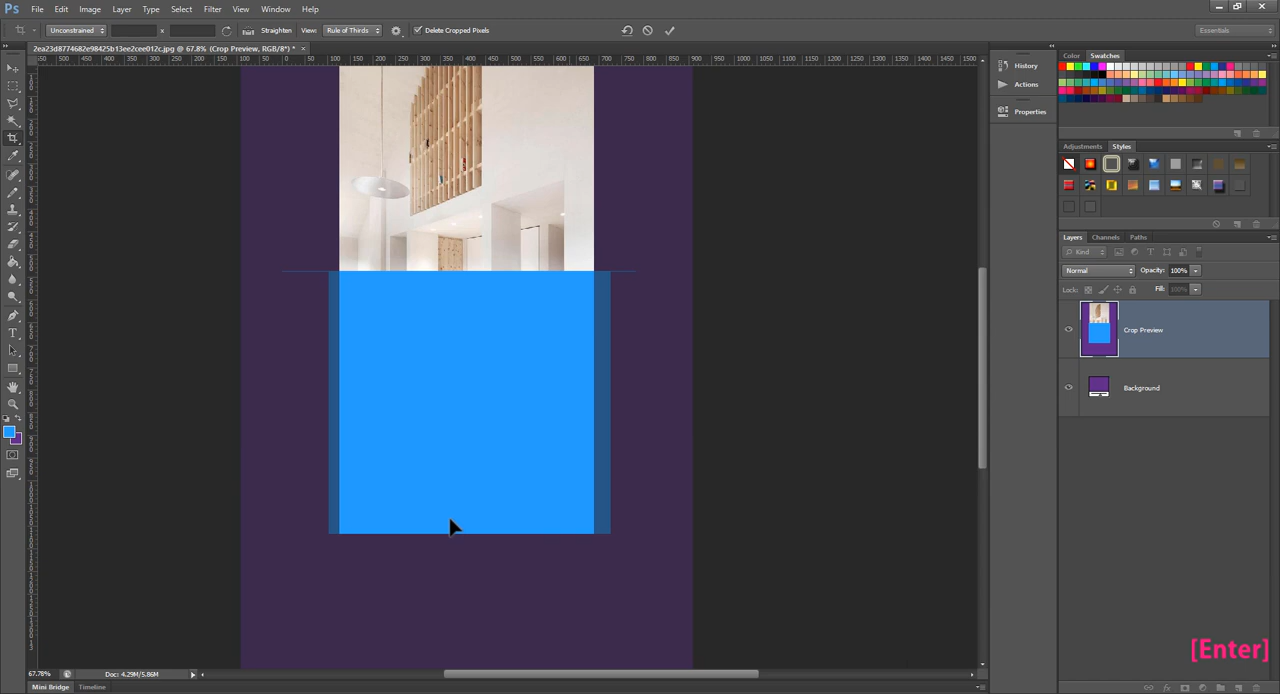 Ps File Edit Image Layer Type Select Filter View Window Help
Unconstrained x Straighten View: Rule of Thirds Delete Cropped Pixels Essentials
2ea23d8774682e98425b13ee2cee012c.jpg @ 67.8% (Crop Preview, RGB/8*) * ×
History
Actions
Properties
Color Swatches
Adjustments Styles
Layers Channels Paths
Kind
Normal Opacity: 100%
Lock: Fill: 100%
Crop Preview
Background
[Enter]
67.78% Doc: 4.29M/5.86M
Mini Bridge Timeline